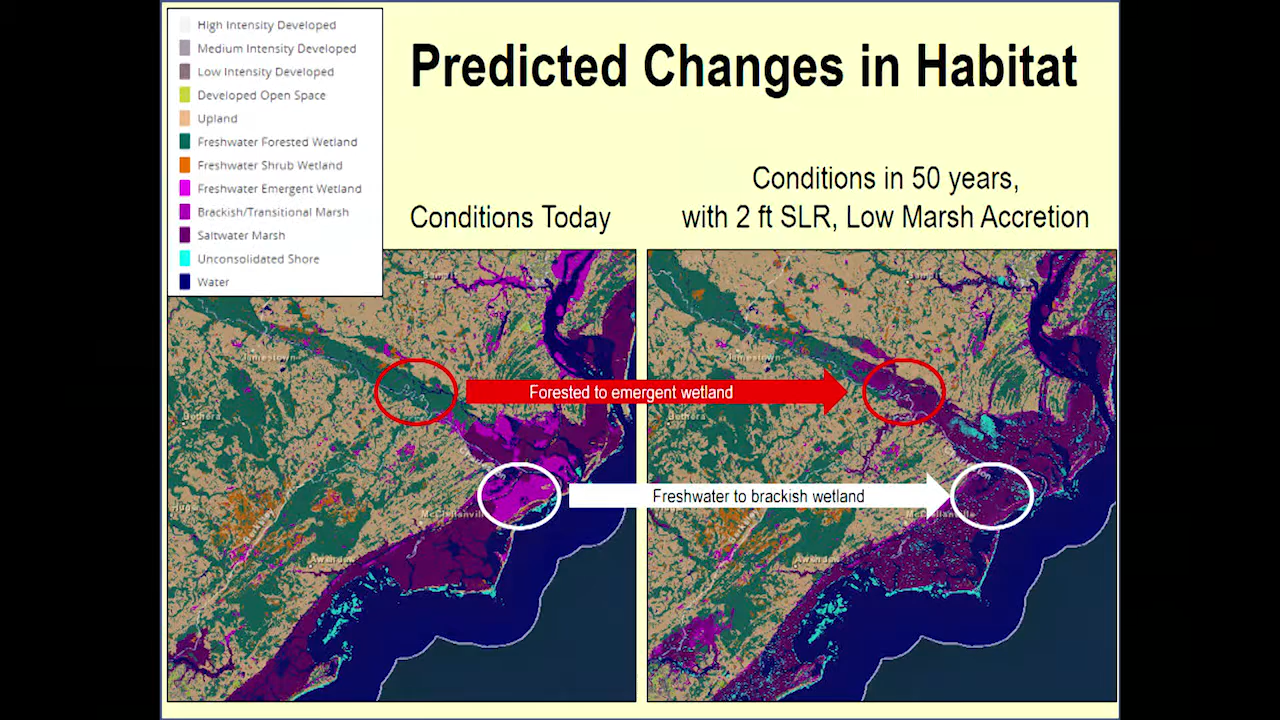 High Intensity Developed
Medium Intensity Developed
Low Intensity Developed
Developed Open Space
Upland
Freshwater Forested Wetland
Freshwater Shrub Wetland
Freshwater Emergent Wetland
Brackish/Transitional Marsh
Saltwater Marsh
Unconsolidated Shore
Water
Predicted Changes in Habitat
Conditions Today
Conditions in 50 years,
with 2 ft SLR, Low Marsh Accretion
Sampit
Jamestown
Bethera
McClellanville
Awendaw
Sampit
Jamestown
Bethera
McClellanville
Awendaw
Forested to emergent wetland
Freshwater to brackish wetland